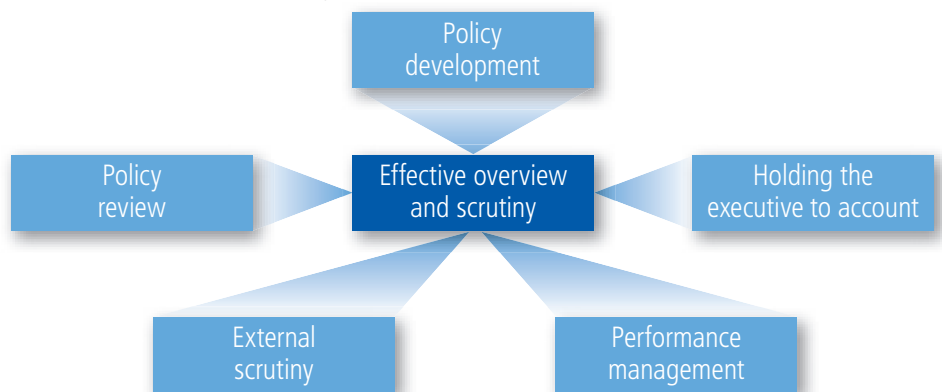 Policy
development
Policy
review
Effective overview
and scrutiny
Holding the
executive to account
External
scrutiny
Performance
management